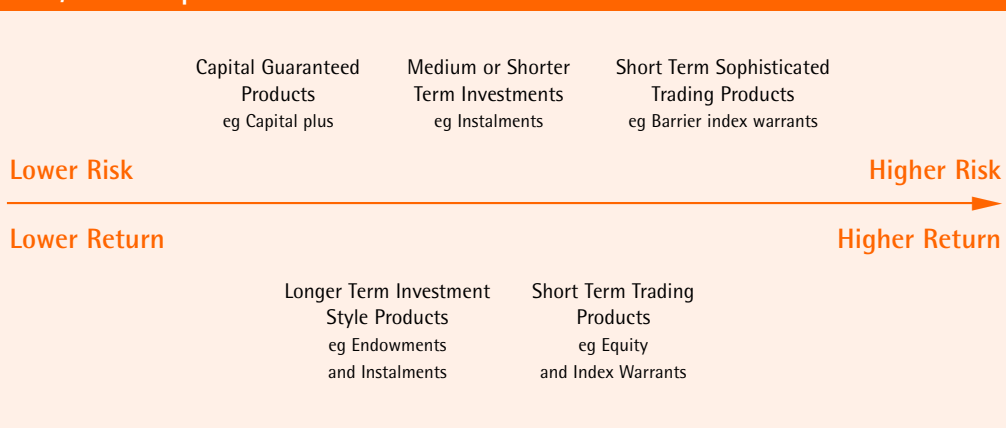 Capital Guaranteed
Products
eg Capital plus
Medium or Shorter
Term Investments
eg Instalments
Short Term Sophisticated
Trading Products
eg Barrier index warrants
Lower Risk
Higher Risk
Lower Return
Higher Return
Longer Term Investment
Style Products
eg Endowments
and Instalments
Short Term Trading
Products
eg Equity
and Index Warrants